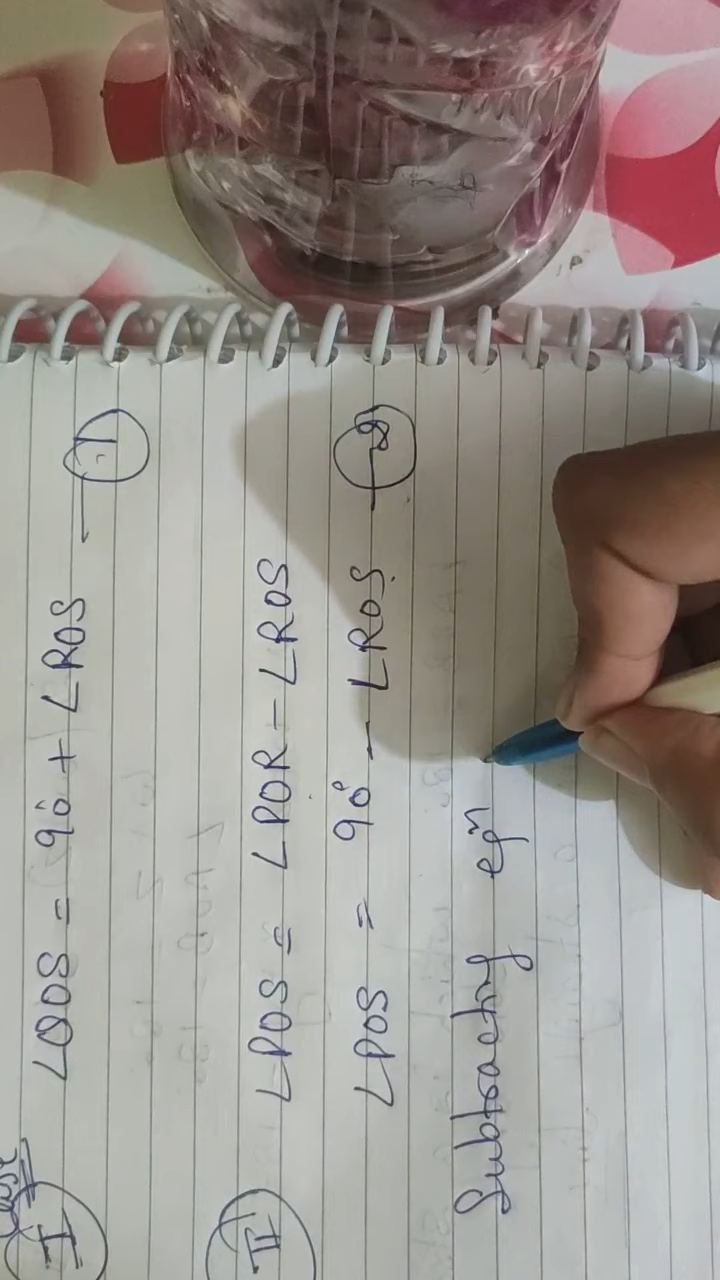 Case
I ∠QOS = 90° + ∠ROS — 1
II ∠POS = ∠POR - ∠ROS
∠POS = 90° - ∠ROS — 2
Subtracting eqn